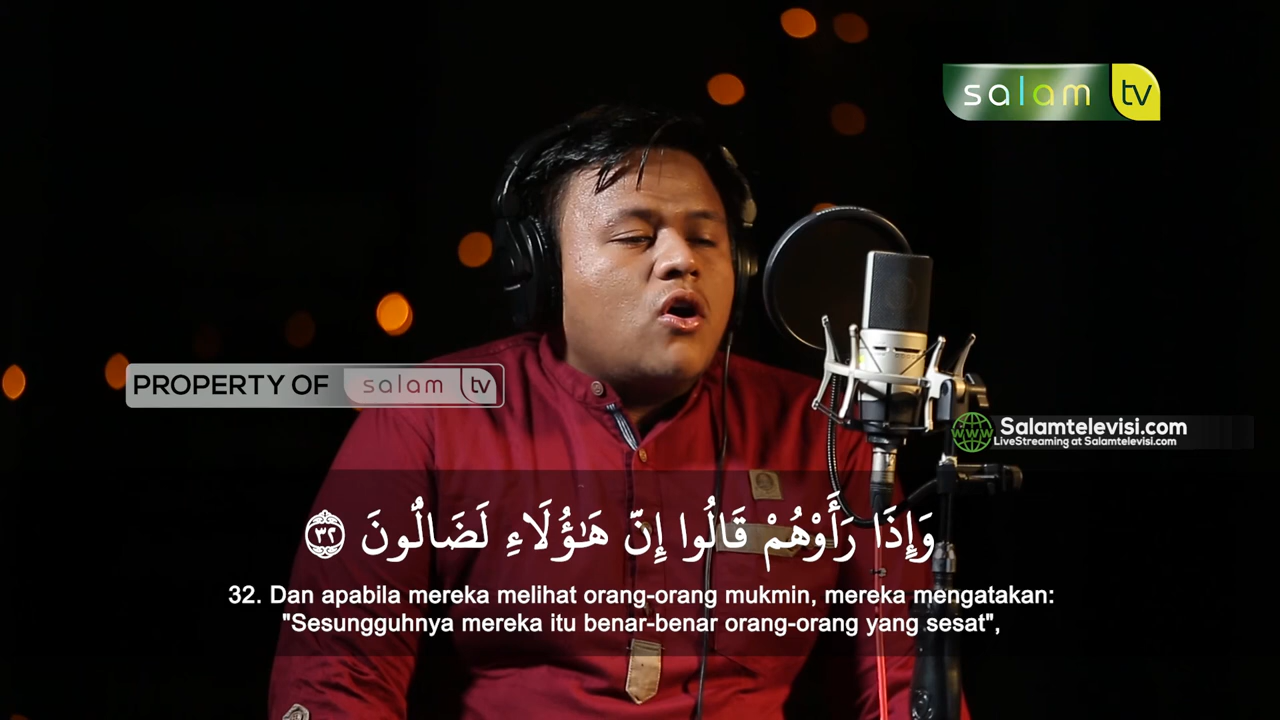 salam tv
PROPERTY OF salam tv
www Salamtelevisi.com
LiveStreaming at Salamtelevisi.com
وَإِذَا رَأَوْهُمْ قَالُوا إِنَّ هَٰؤُلَاءِ لَضَالُّونَ ٣٢
32. Dan apabila mereka melihat orang-orang mukmin, mereka mengatakan:
"Sesungguhnya mereka itu benar-benar orang-orang yang sesat",